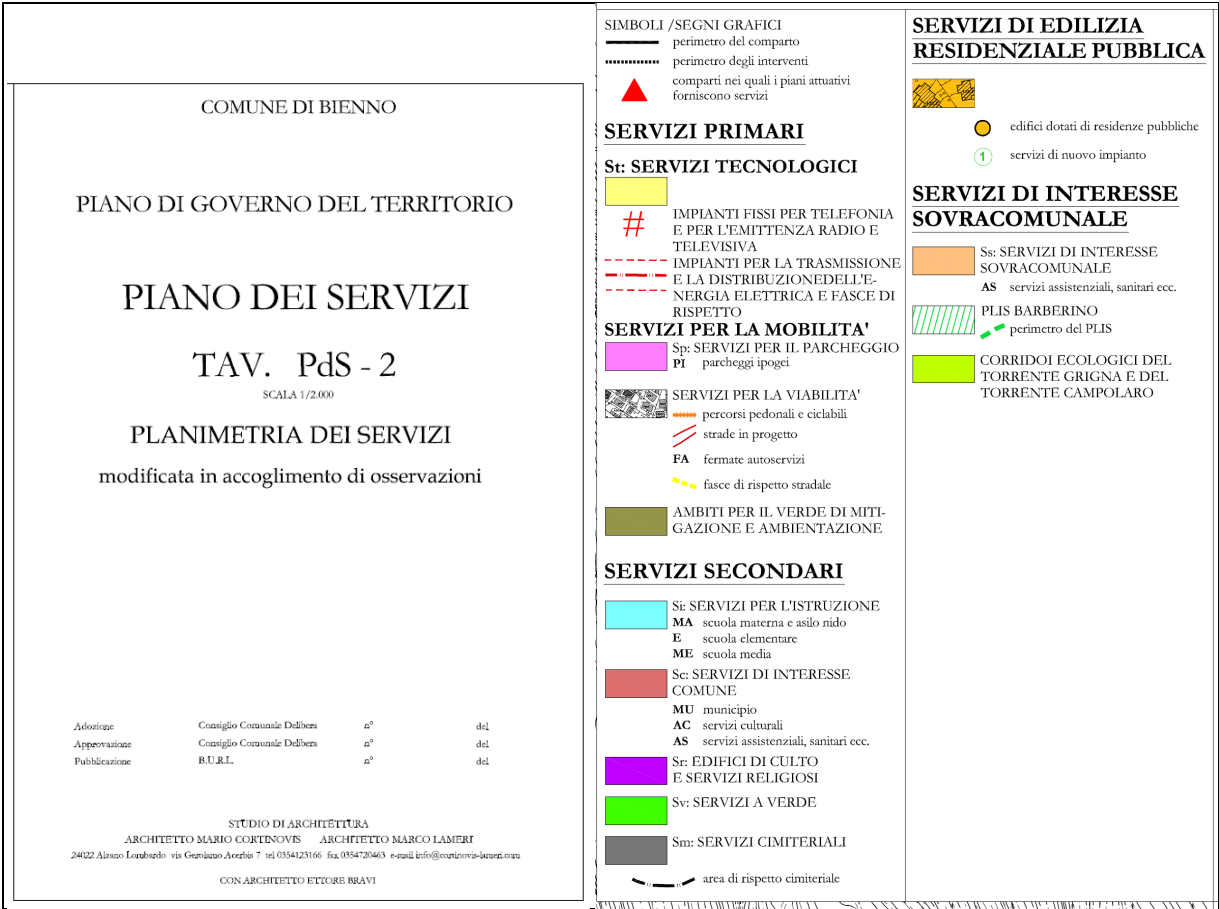 COMUNE DI BIENNO
PIANO DI GOVERNO DEL TERRITORIO
PIANO DEI SERVIZI
TAV. PdS - 2
SCALA 1/2.000
PLANIMETRIA DEI SERVIZI
modificata in accoglimento di osservazioni
Adozione Consiglio Comunale Delibera n° del
Approvazione Consiglio Comunale Delibera n° del
Pubblicazione B.U.R.L. n° del
STUDIO DI ARCHITETTURA
ARCHITETTO MARIO CORTINOVIS ARCHITETTO MARCO LAMERI
24022 Alzano Lombardo via Gerolamo Acerbis 7 tel 0354123166 fax 0354720463 e-mail info@cortinovis-lameri.com
CON ARCHITETTO ETTORE BRAVI
SIMBOLI /SEGNI GRAFICI
perimetro del comparto
perimetro degli interventi
comparti nei quali i piani attuativi
forniscono servizi
SERVIZI PRIMARI
St: SERVIZI TECNOLOGICI
IMPIANTI FISSI PER TELEFONIA
E PER L'EMITTENZA RADIO E
TELEVISIVA
IMPIANTI PER LA TRASMISSIONE
E LA DISTRIBUZIONEDELL'E-
NERGIA ELETTRICA E FASCE DI
RISPETTO
SERVIZI PER LA MOBILITA'
Sp: SERVIZI PER IL PARCHEGGIO
PI parcheggi ipogei
SERVIZI PER LA VIABILITA'
percorsi pedonali e ciclabili
strade in progetto
FA fermate autoservizi
fasce di rispetto stradale
AMBITI PER IL VERDE DI MITI-
GAZIONE E AMBIENTAZIONE
SERVIZI SECONDARI
Si: SERVIZI PER L'ISTRUZIONE
MA scuola materna e asilo nido
E scuola elementare
ME scuola media
Sc: SERVIZI DI INTERESSE
COMUNE
MU municipio
AC servizi culturali
AS servizi assistenziali, sanitari ecc.
Sr: EDIFICI DI CULTO
E SERVIZI RELIGIOSI
Sv: SERVIZI A VERDE
Sm: SERVIZI CIMITERIALI
area di rispetto cimiteriale
SERVIZI DI EDILIZIA
RESIDENZIALE PUBBLICA
edifici dotati di residenze pubbliche
1 servizi di nuovo impianto
SERVIZI DI INTERESSE
SOVRACOMUNALE
Ss: SERVIZI DI INTERESSE
SOVRACOMUNALE
AS servizi assistenziali, sanitari ecc.
PLIS BARBERINO
perimetro del PLIS
CORRIDOI ECOLOGICI DEL
TORRENTE GRIGNA E DEL
TORRENTE CAMPOLARO